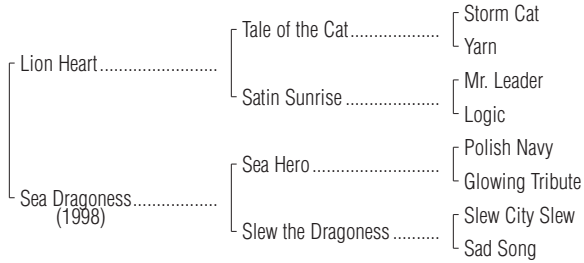 Storm Cat
Tale of the Cat....................
Yarn
Lion Heart..........................
Mr. Leader
Satin Sunrise .....................
Logic
Polish Navy
Sea Hero ............................
Glowing Tribute
Sea Dragoness...................
(1998)
Slew City Slew
Slew the Dragoness ..........
Sad Song